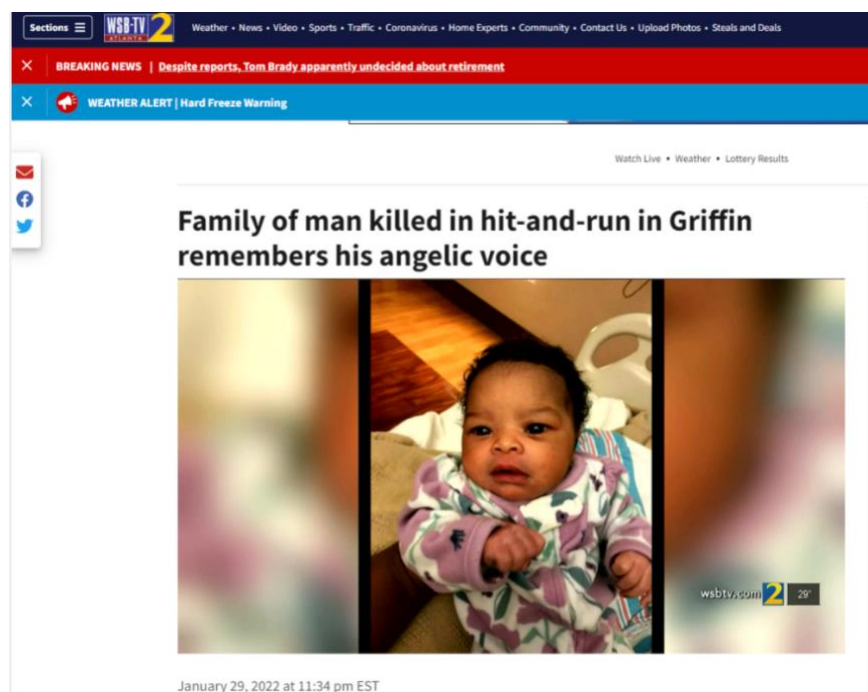 Sections
WSB-TV 2
ATLANTA
Weather • News • Video • Sports • Traffic • Coronavirus • Home Experts • Community • Contact Us • Upload Photos • Steals and Deals
BREAKING NEWS | Despite reports, Tom Brady apparently undecided about retirement
WEATHER ALERT | Hard Freeze Warning
Watch Live • Weather • Lottery Results
Family of man killed in hit-and-run in Griffin
remembers his angelic voice
wsbtv.com 2 29°
January 29, 2022 at 11:34 pm EST